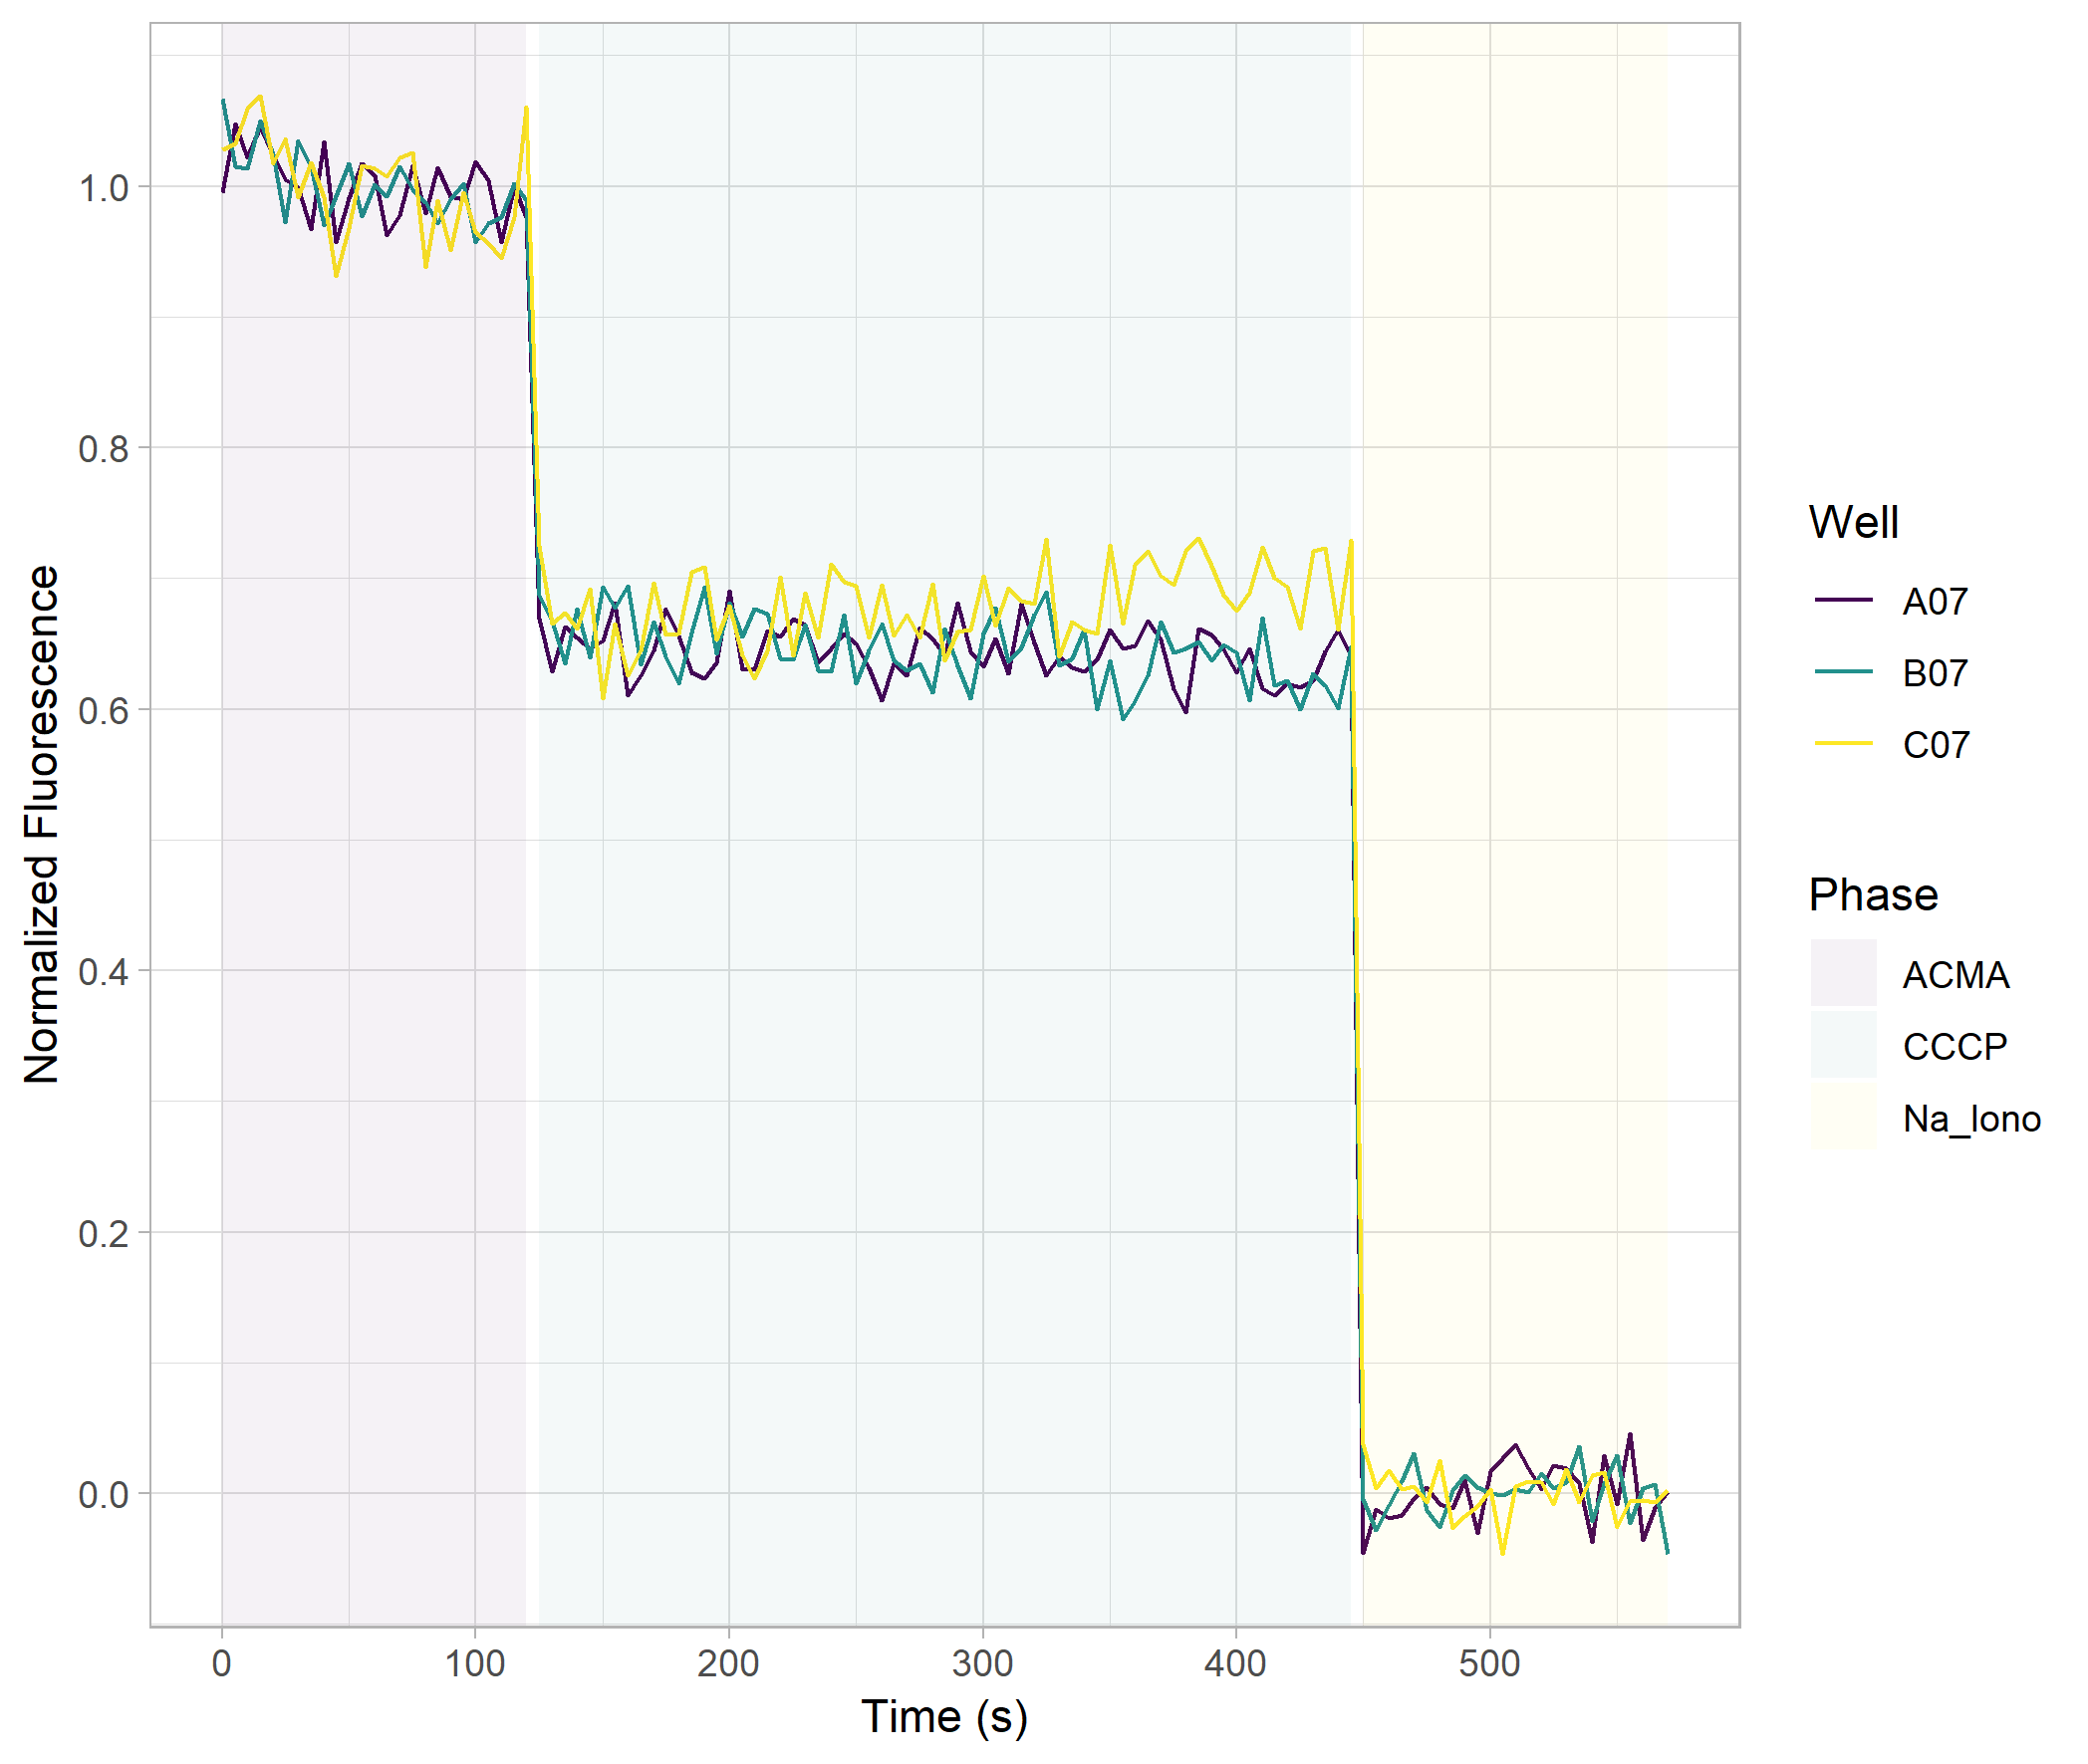 Normalized Fluorescence
1.0
0.8
0.6
0.4
0.2
0.0
0 100 200 300 400 500
Time (s)
Well
A07
B07
C07
Phase
ACMA
CCCP
Na_Iono